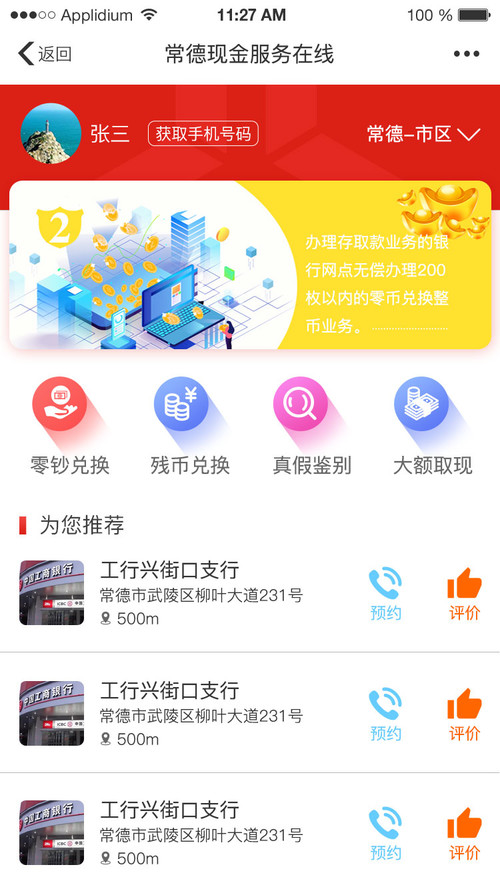 Applidium 11:27 AM 100 %
返回 常德现金服务在线
张三 获取手机号码 常德-市区
2
办理存取款业务的银
行网点无偿办理200
枚以内的零币兑换整
币业务。
零钞兑换 残币兑换 真假鉴别 大额取现
为您推荐
中国工商银行
ICBC
工行兴街口支行
常德市武陵区柳叶大道231号
500m
预约 评价
中国工商银行
ICBC
工行兴街口支行
常德市武陵区柳叶大道231号
500m
预约 评价
中国工商银行
ICBC
工行兴街口支行
常德市武陵区柳叶大道231号
500m
预约 评价